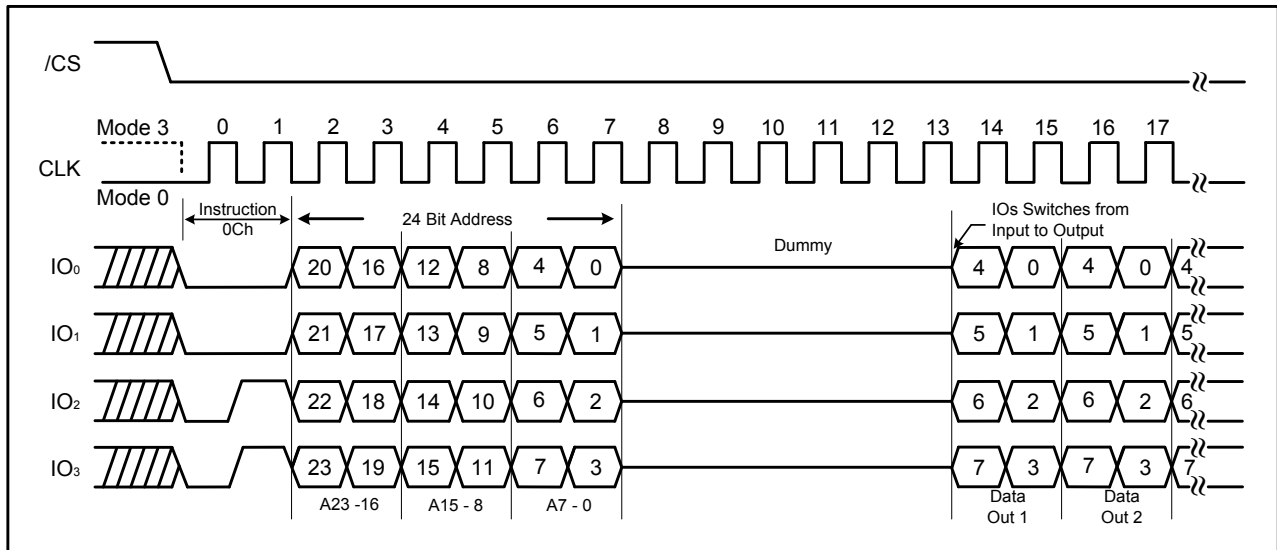 /CS
Mode 3 0 1 2 3 4 5 6 7 8 9 10 11 12 13 14 15 16 17
CLK
Mode 0
Instruction
0Ch
24 Bit Address
IOs Switches from
Input to Output
Dummy
IO0 20 16 12 8 4 0 4 0 4 0 4
IO1 21 17 13 9 5 1 5 1 5 1 5
IO2 22 18 14 10 6 2 6 2 6 2 6
IO3 23 19 15 11 7 3 7 3 7 3 7
A23 -16 A15 - 8 A7 - 0
Data
Out 1
Data
Out 2